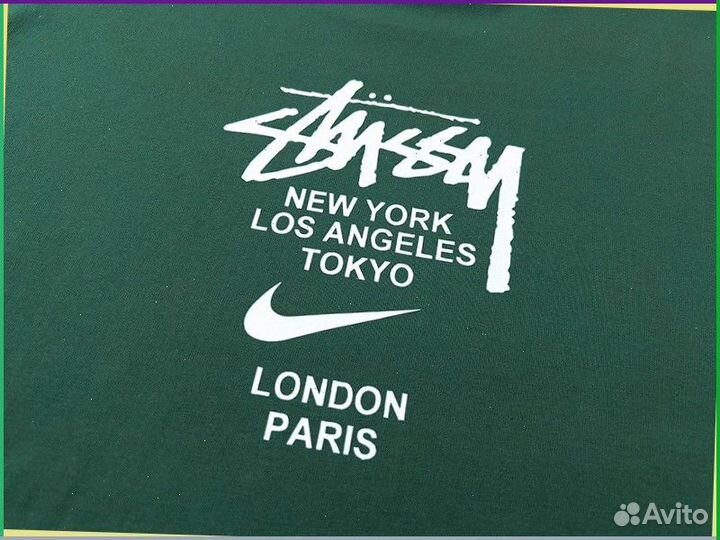 Stüssy
NEW YORK
LOS ANGELES
TOKYO
LONDON
PARIS
Avito